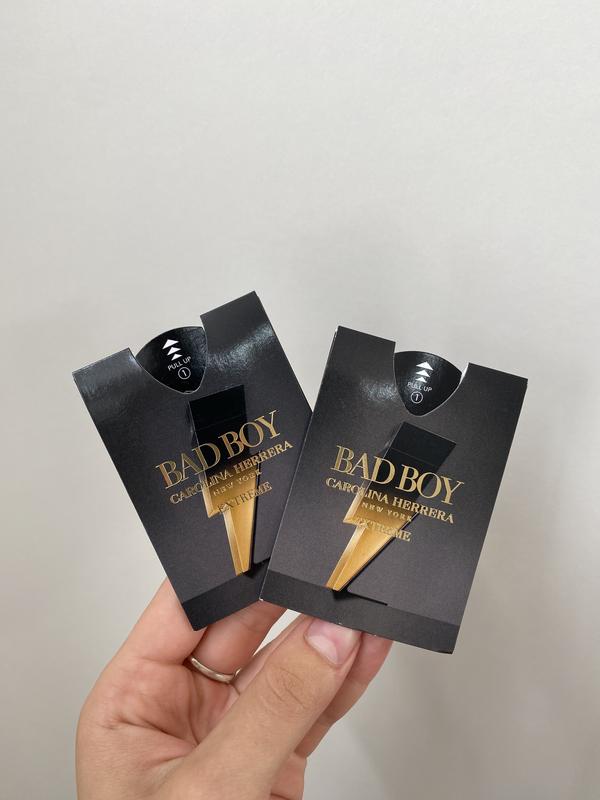 PULL UP
1
BAD BOY
CAROLINA HERRERA
NEW YORK
EXTREME
PULL UP
1
BAD BOY
CAROLINA HERRERA
NEW YORK
EXTREME